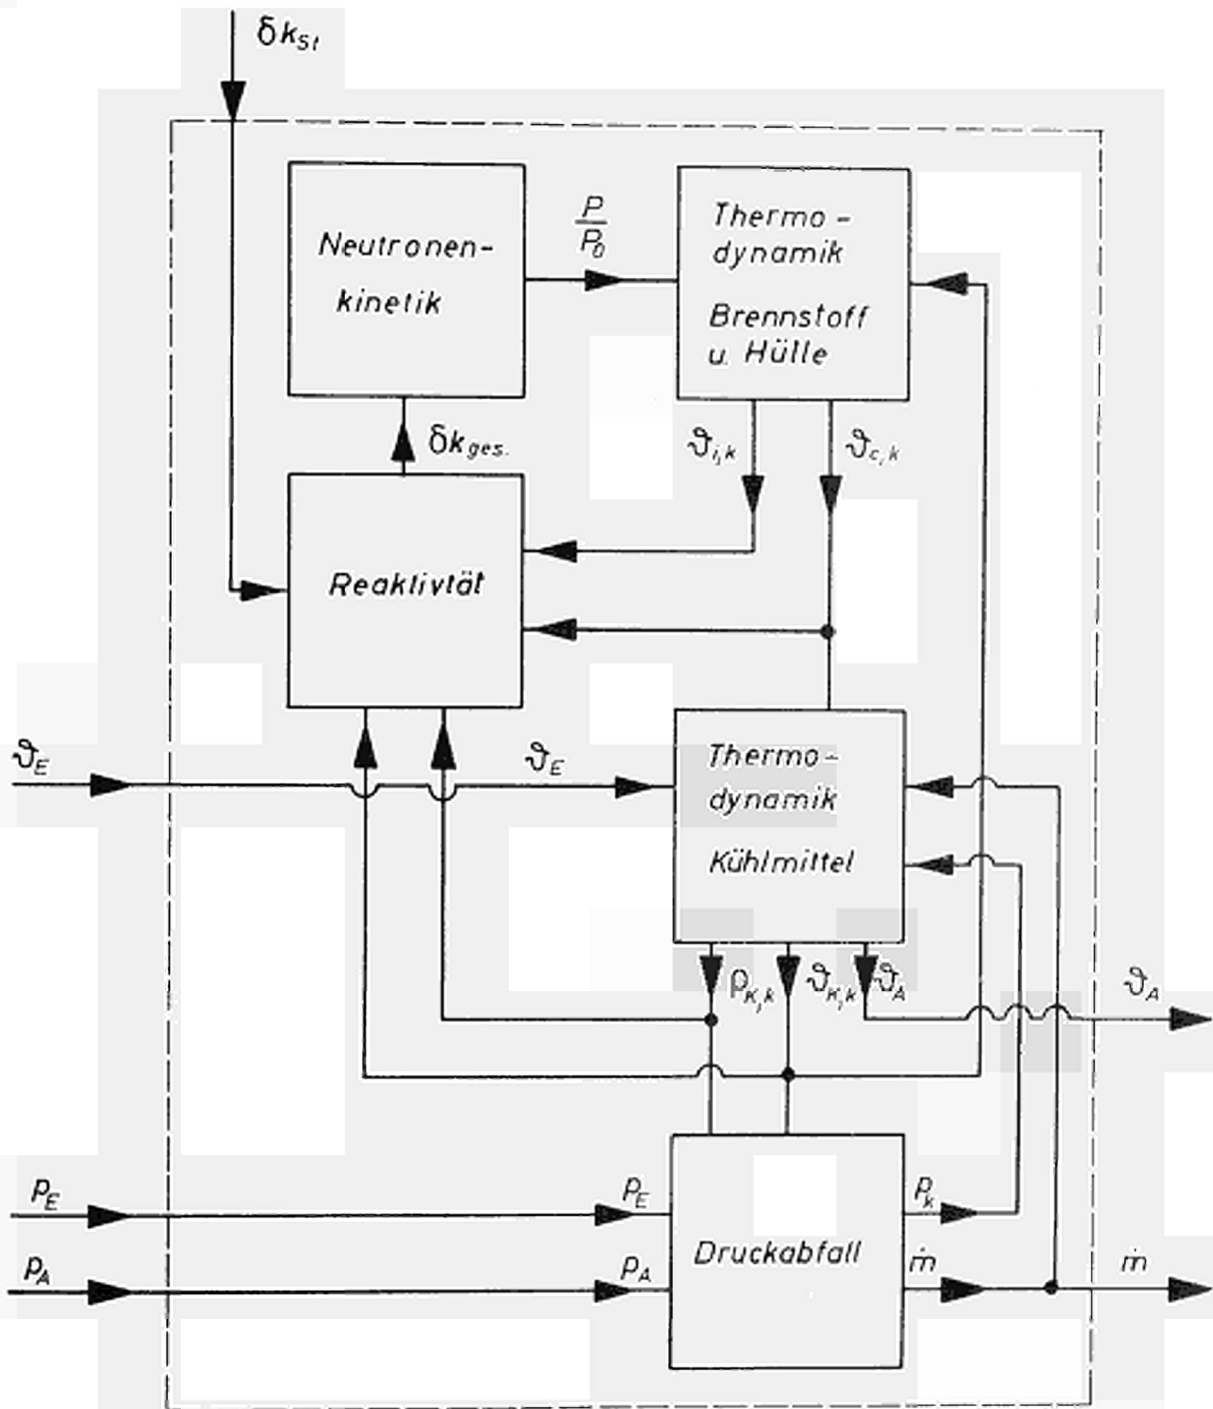 δk_St
Neutronen-
kinetik
P
P_0
Thermo-
dynamik
Brennstoff
u. Hülle
δk_ges.
ϑ_i,k
ϑ_c,k
Reaktivtät
ϑ_E
ϑ_E
Thermo-
dynamik
Kühlmittel
ρ_K,k
ϑ_K,k
ϑ_A
ϑ_A
p_E
p_E
p_k
Druckabfall
p_A
p_A
ṁ
ṁ